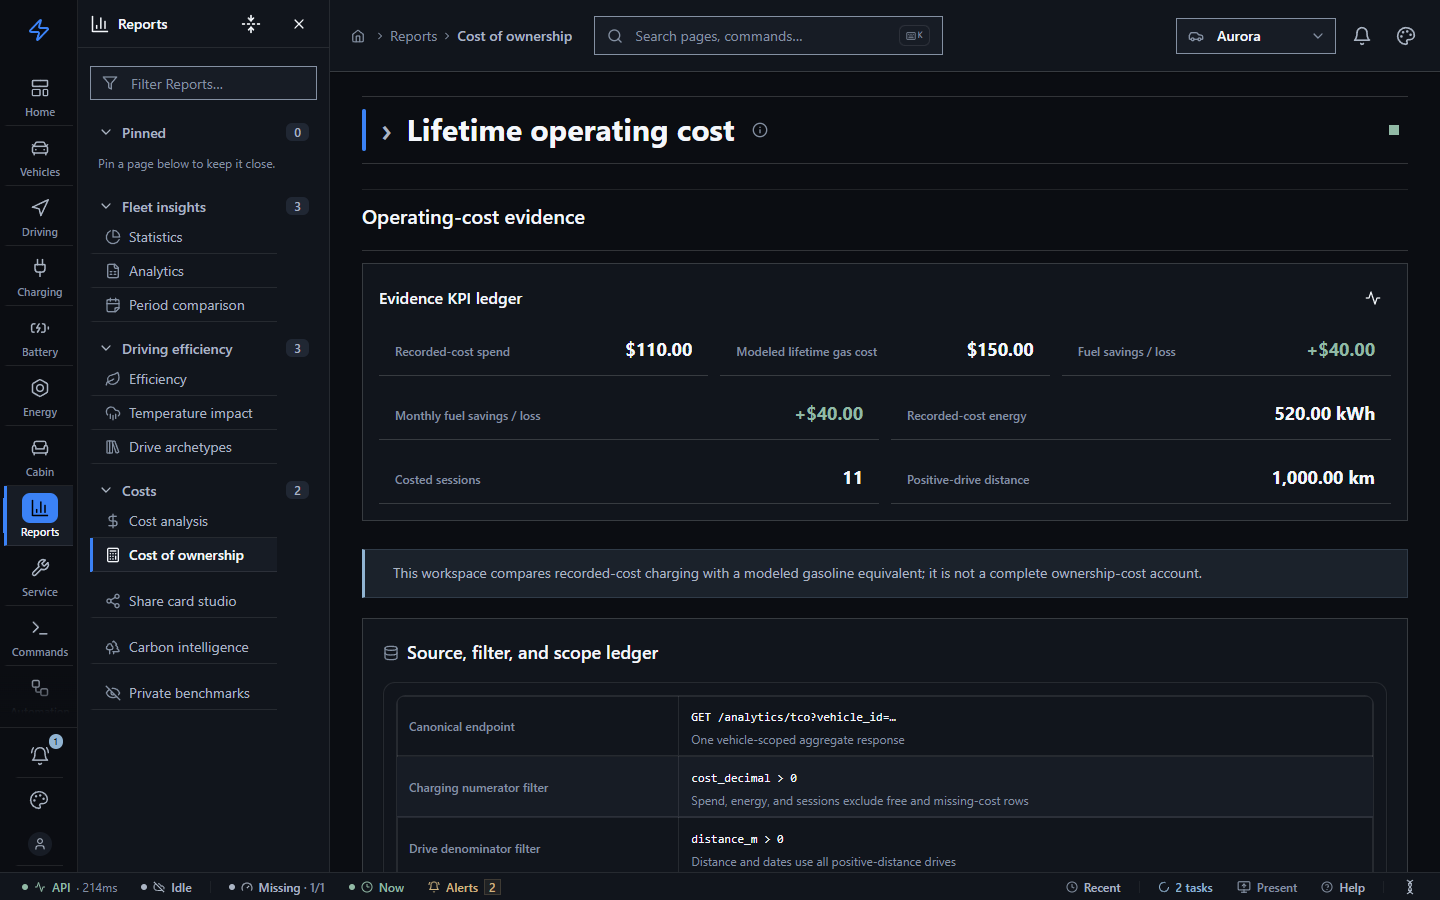 Reports
Reports
Cost of ownership
Search pages, commands...
K
Aurora
Home
Vehicles
Driving
Charging
Battery
Energy
Cabin
Reports
Service
Commands
1
Filter Reports...
Pinned
0
Pin a page below to keep it close.
Fleet insights
3
Statistics
Analytics
Period comparison
Driving efficiency
3
Efficiency
Temperature impact
Drive archetypes
Costs
2
Cost analysis
Cost of ownership
Share card studio
Carbon intelligence
Private benchmarks
Lifetime operating cost
Operating-cost evidence
Evidence KPI ledger
Recorded-cost spend $110.00
Modeled lifetime gas cost $150.00
Fuel savings / loss +$40.00
Monthly fuel savings / loss +$40.00
Recorded-cost energy 520.00 kWh
Costed sessions 11
Positive-drive distance 1,000.00 km
This workspace compares recorded-cost charging with a modeled gasoline equivalent; it is not a complete ownership-cost account.
Source, filter, and scope ledger
Canonical endpoint
GET /analytics/tco?vehicle_id=…
One vehicle-scoped aggregate response
Charging numerator filter
cost_decimal > 0
Spend, energy, and sessions exclude free and missing-cost rows
Drive denominator filter
distance_m > 0
Distance and dates use all positive-distance drives
API · 214ms
Idle
Missing · 1/1
Now
Alerts 2
Recent
2 tasks
Present
Help